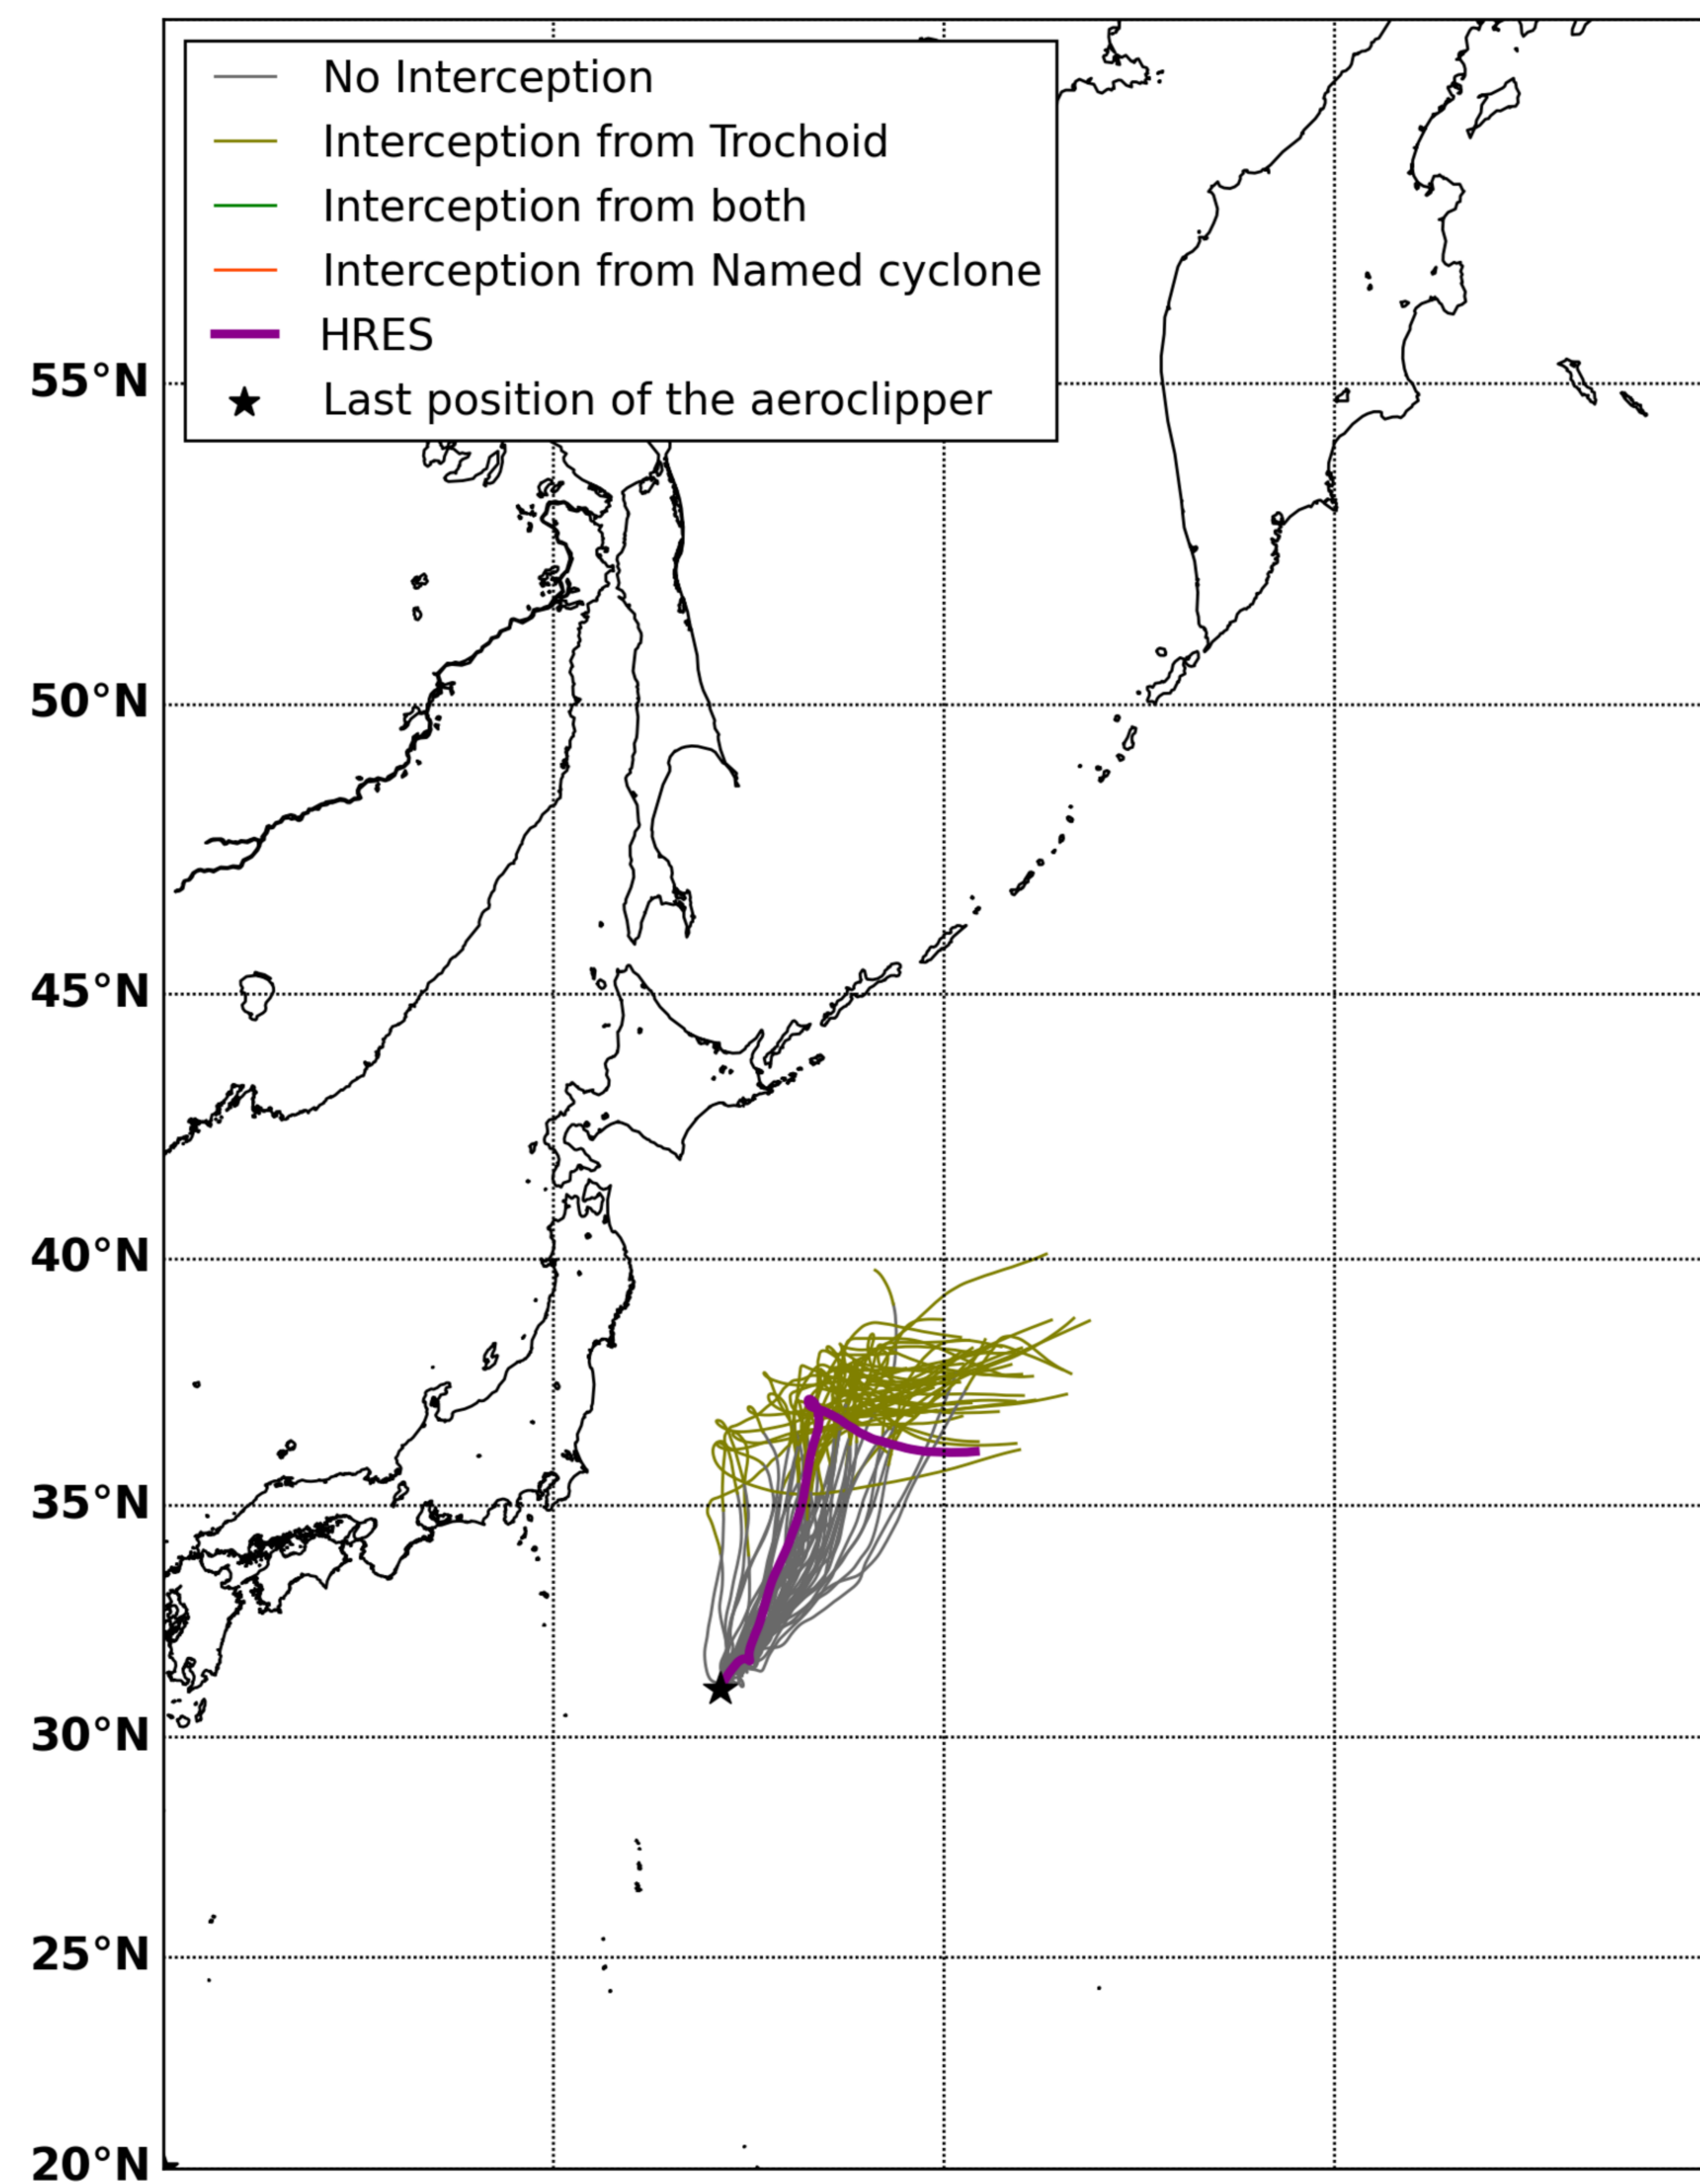 No Interception
Interception from Trochoid
Interception from both
Interception from Named cyclone
HRES
Last position of the aeroclipper
55°N
50°N
45°N
40°N
35°N
30°N
25°N
20°N